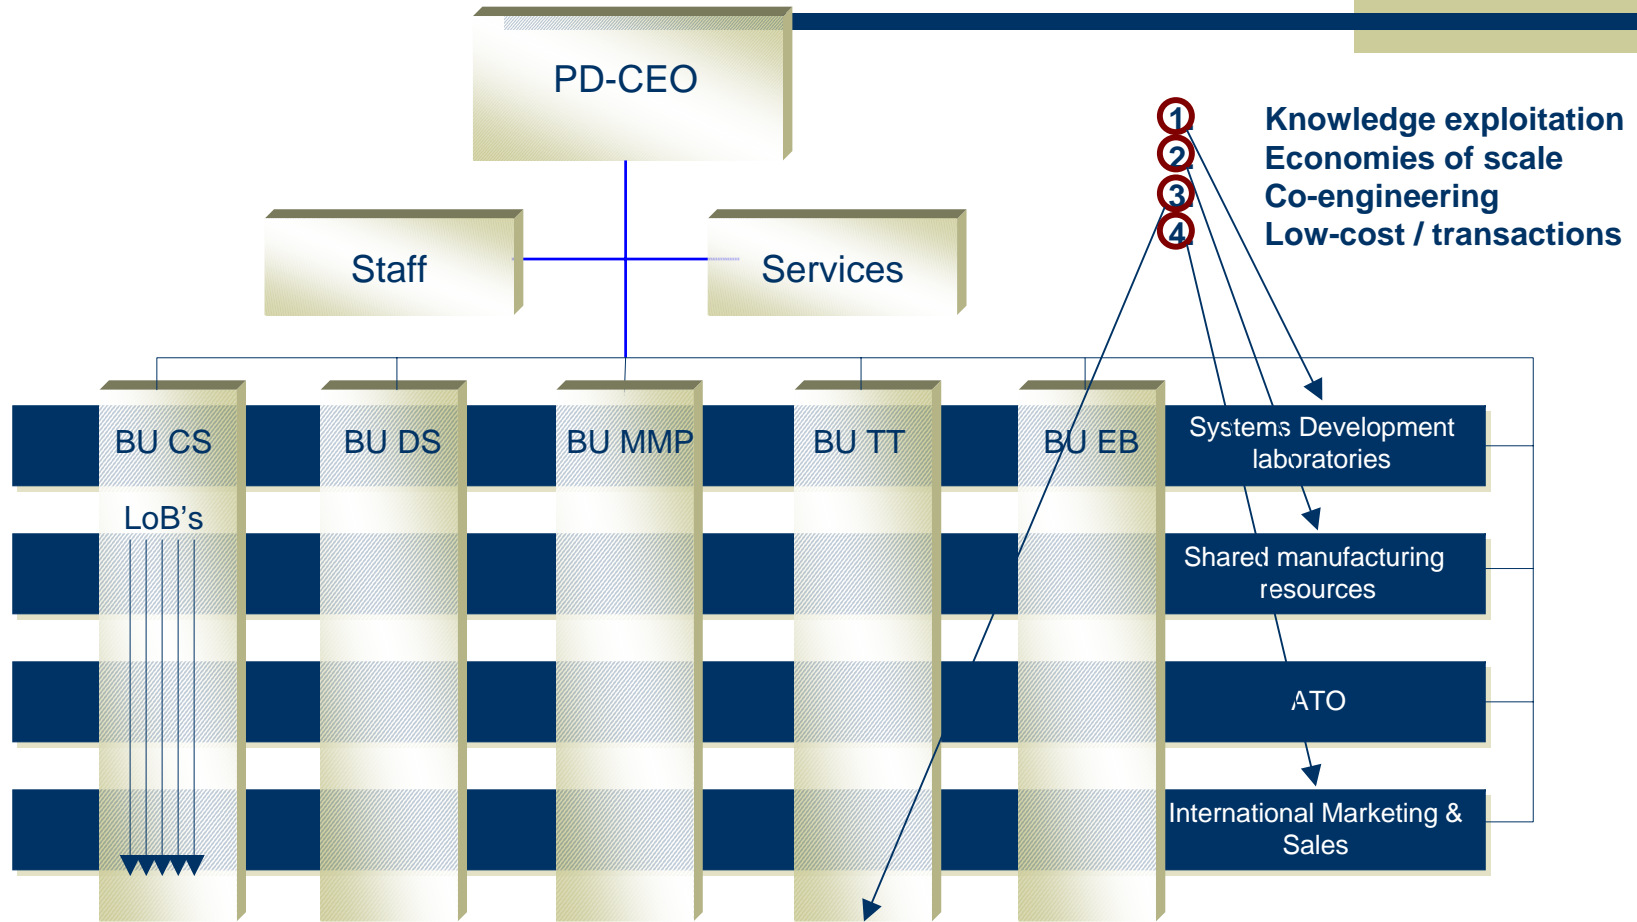 PD-CEO
1. Knowledge exploitation
2. Economies of scale
3. Co-engineering
4. Low-cost / transactions
Staff
Services
BU CS
BU DS
BU MMP
BU TT
BU EB
Systems Development
laboratories
LoB's
Shared manufacturing
resources
ATO
International Marketing &
Sales